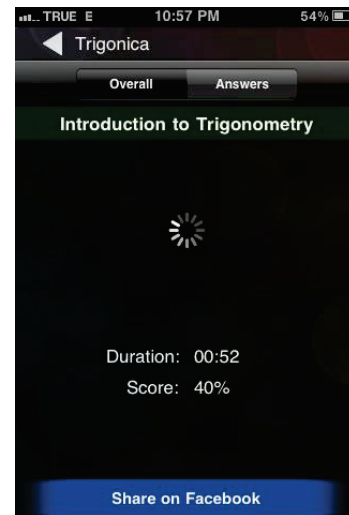 TRUE E 10:57 PM 54%
Trigonica
Overall Answers
Introduction to Trigonometry
Duration: 00:52
Score: 40%
Share on Facebook